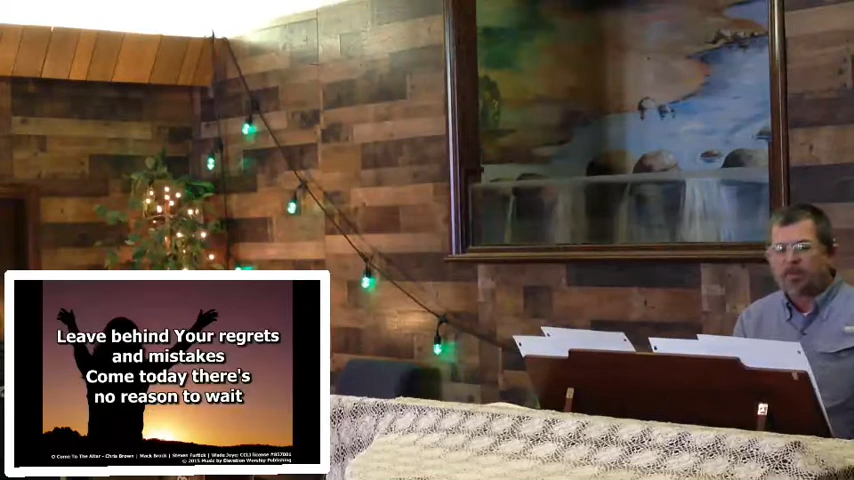 Leave behind Your regrets
and mistakes
Come today there's
no reason to wait
O Come To The Altar - Chris Brown | Mack Brock | Steven Furtick | Wade Joye: CCLI license #857001
© 2015 Music by Elevation Worship Publishing